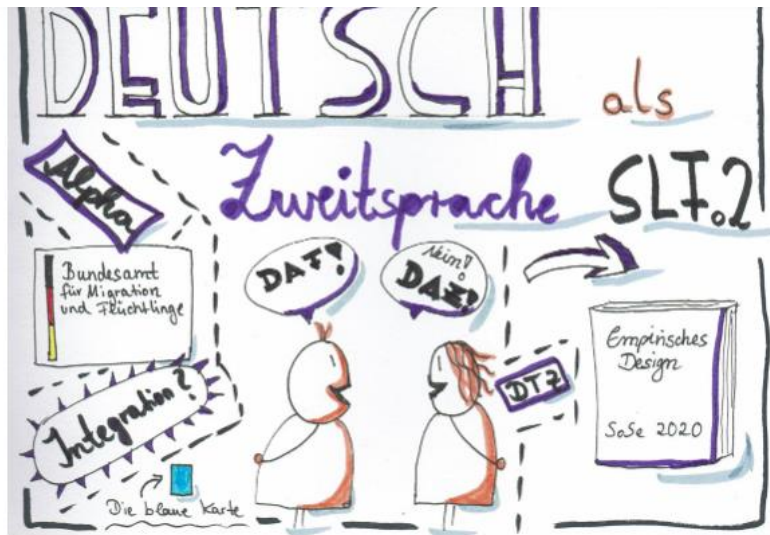 DEUTSCH als
Zweitsprache SLF.2
Alpha
Bundesamt
für Migration
und Flüchtlinge
DAF!
Nein!
DAZ!
DTZ
Empirisches
Design
SoSe 2020
Integration?
Die blaue Karte